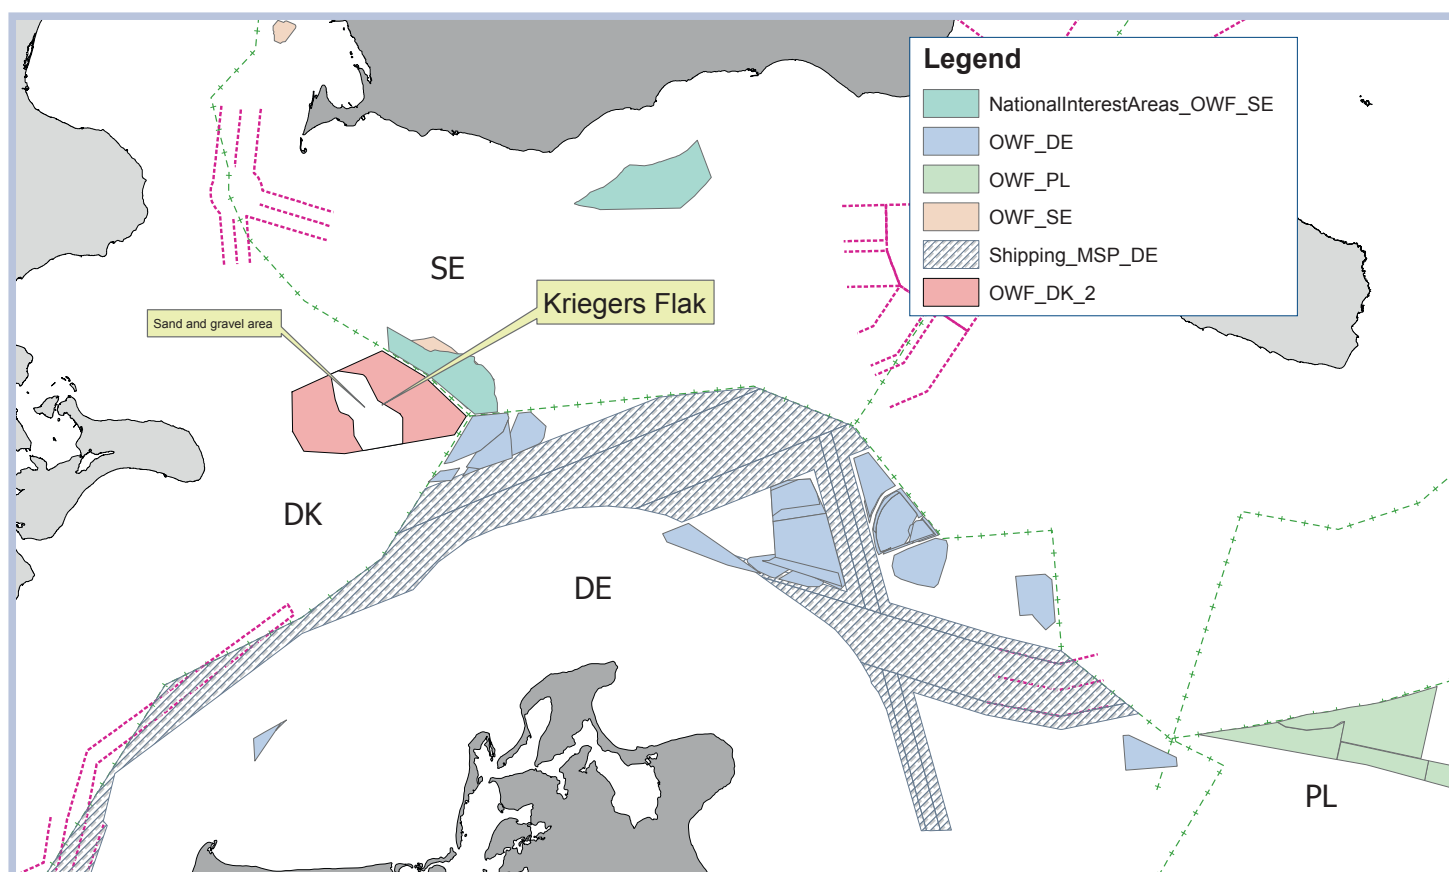 Legend
NationalInterestAreas_OWF_SE
OWF_DE
OWF_PL
OWF_SE
Shipping_MSP_DE
OWF_DK_2
SE
Kriegers Flak
Sand and gravel area
DK
DE
PL